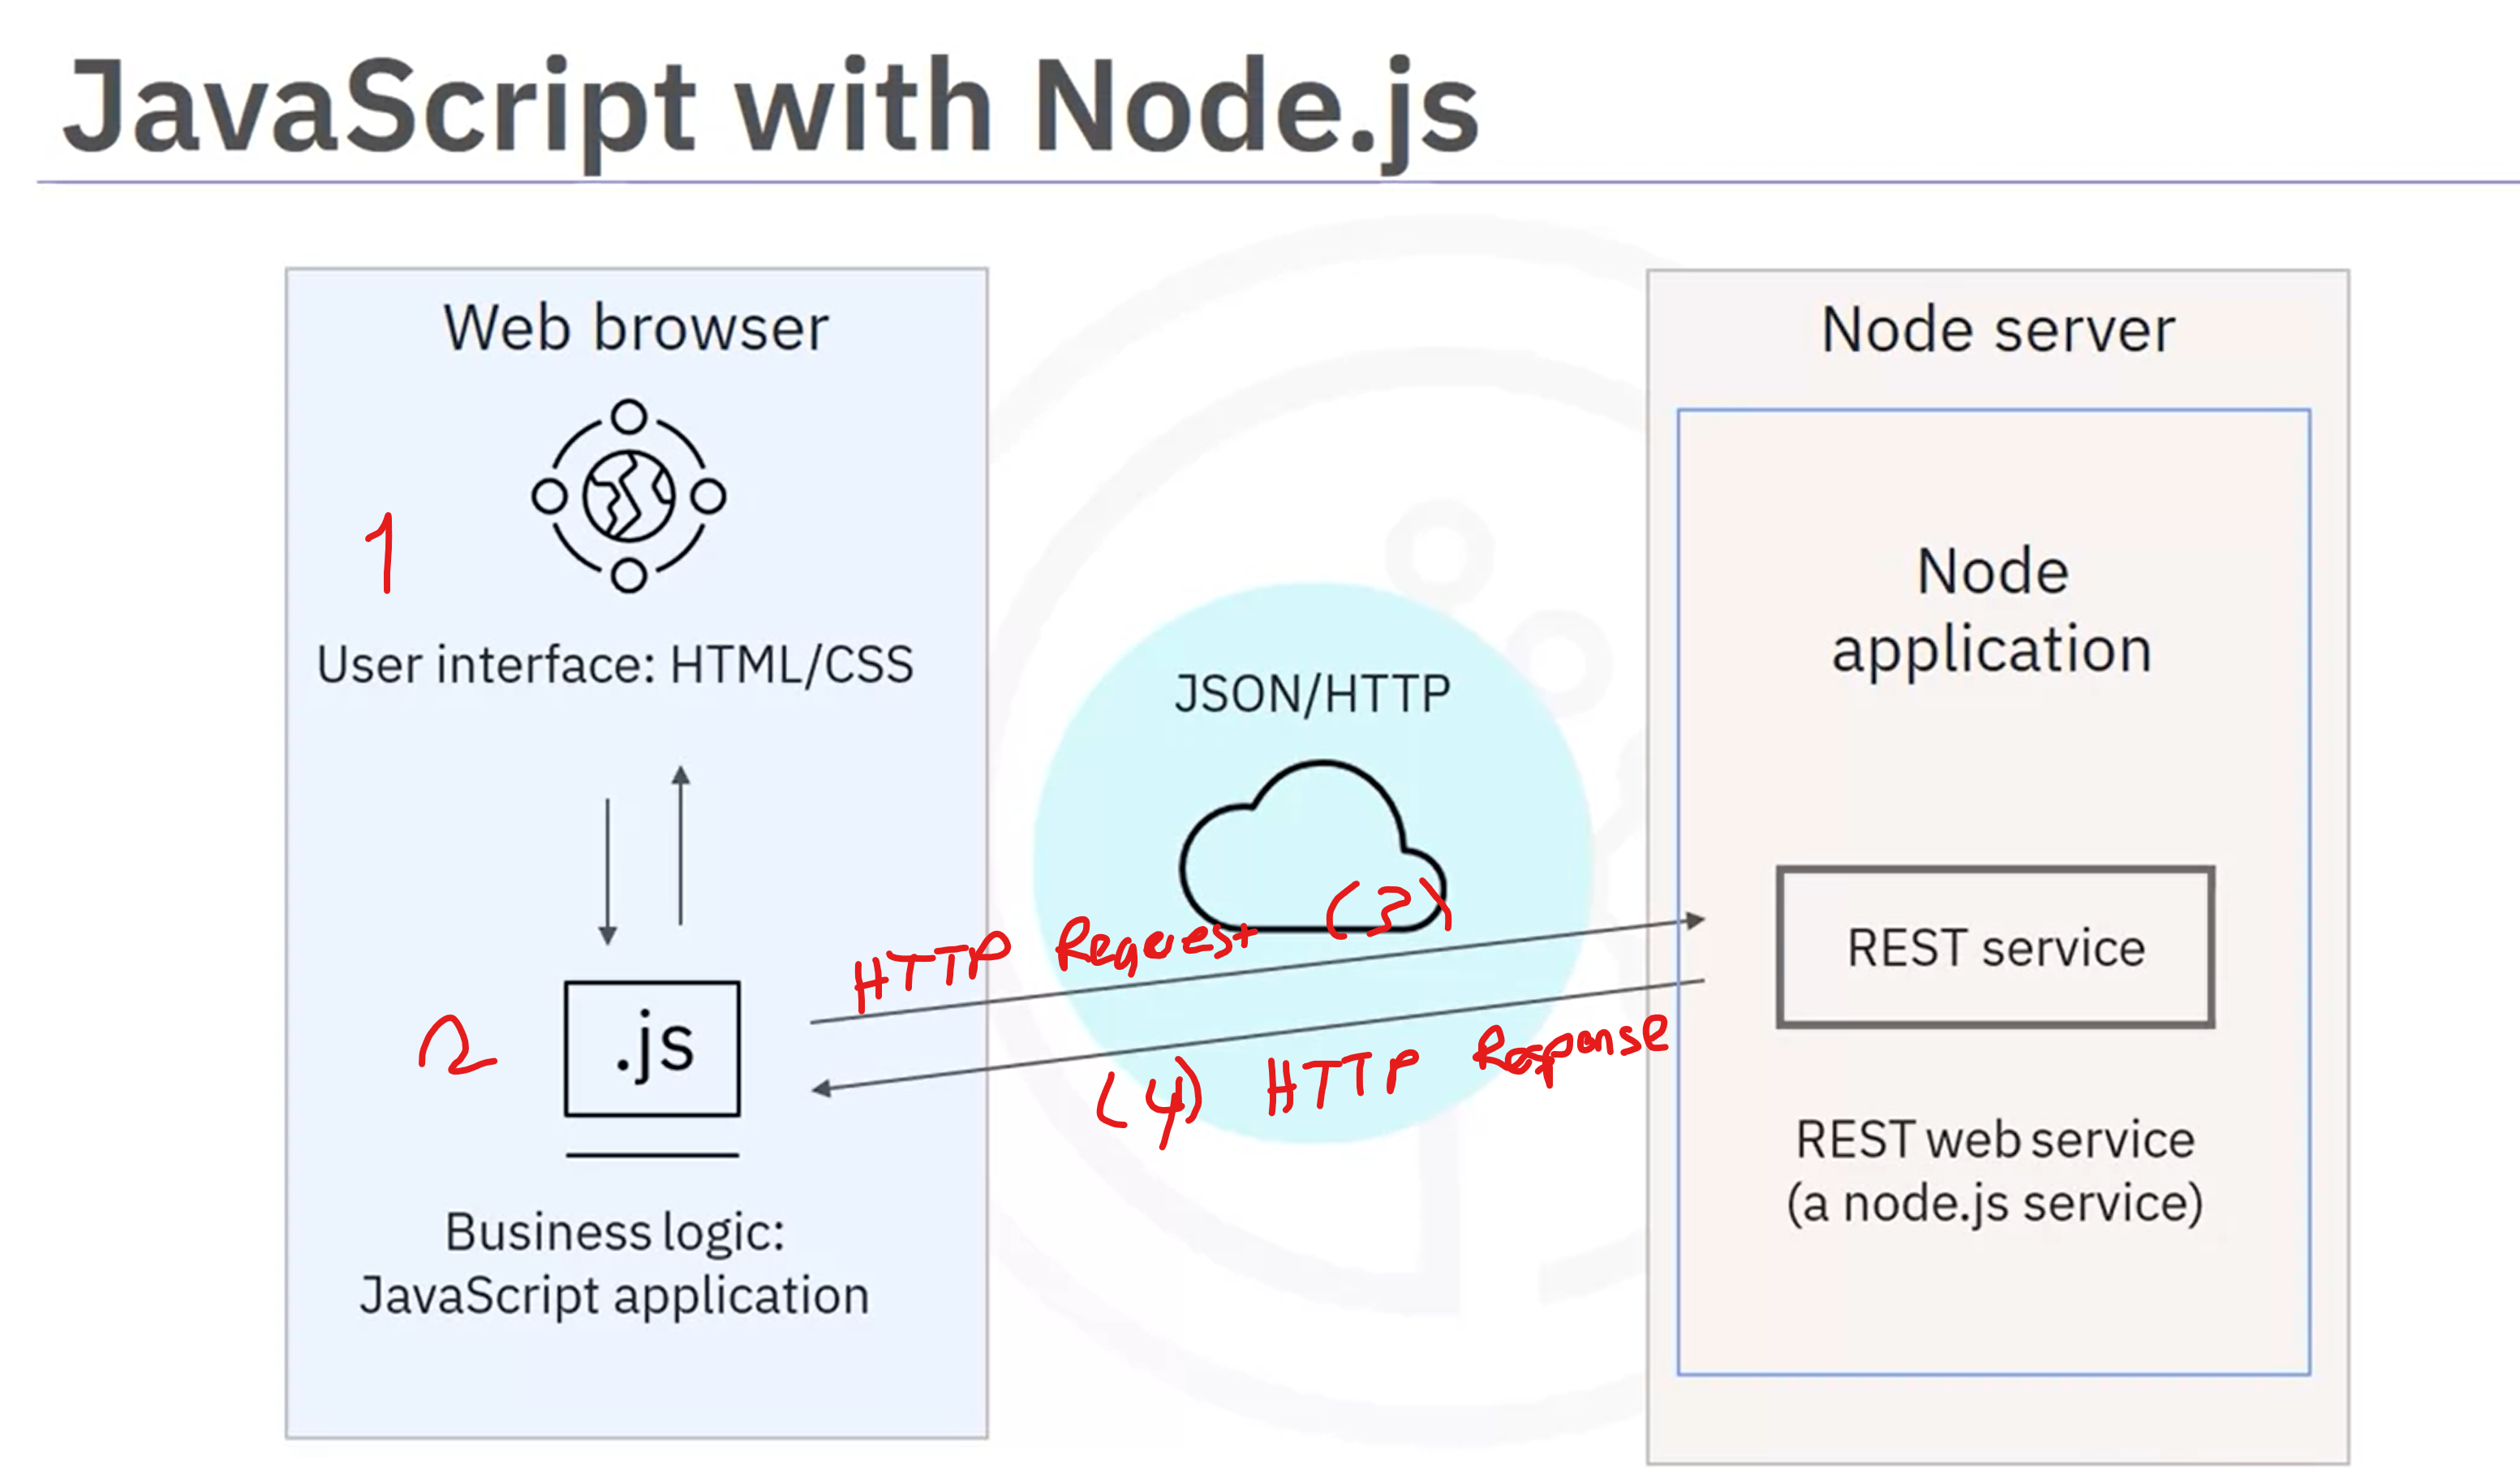 JavaScript with Node.js
Web browser
1
User interface: HTML/CSS
2
.js
Business logic:
JavaScript application
JSON/HTTP
HTTP Request (3)
(4) HTTP Response
Node server
Node
application
REST service
REST web service
(a node.js service)